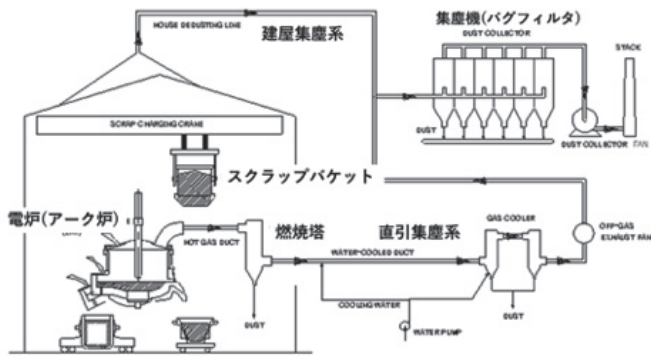 HOUSE DEDUSTING LINE
建屋集塵系
集塵機(バグフィルタ)
DUST COLLECTOR
STACK
SCRAP CHARGING CRANE
DUST
DUST COLLECTOR FAN
スクラップバケット
電炉(アーク炉)
HOT GAS DUCT
燃焼塔
直引集塵系
GAS COOLER
OFF-GAS
EXHAUST FAN
WATER-COOLED DUCT
COOLING WATER
DUST
DUST
WATER PUMP